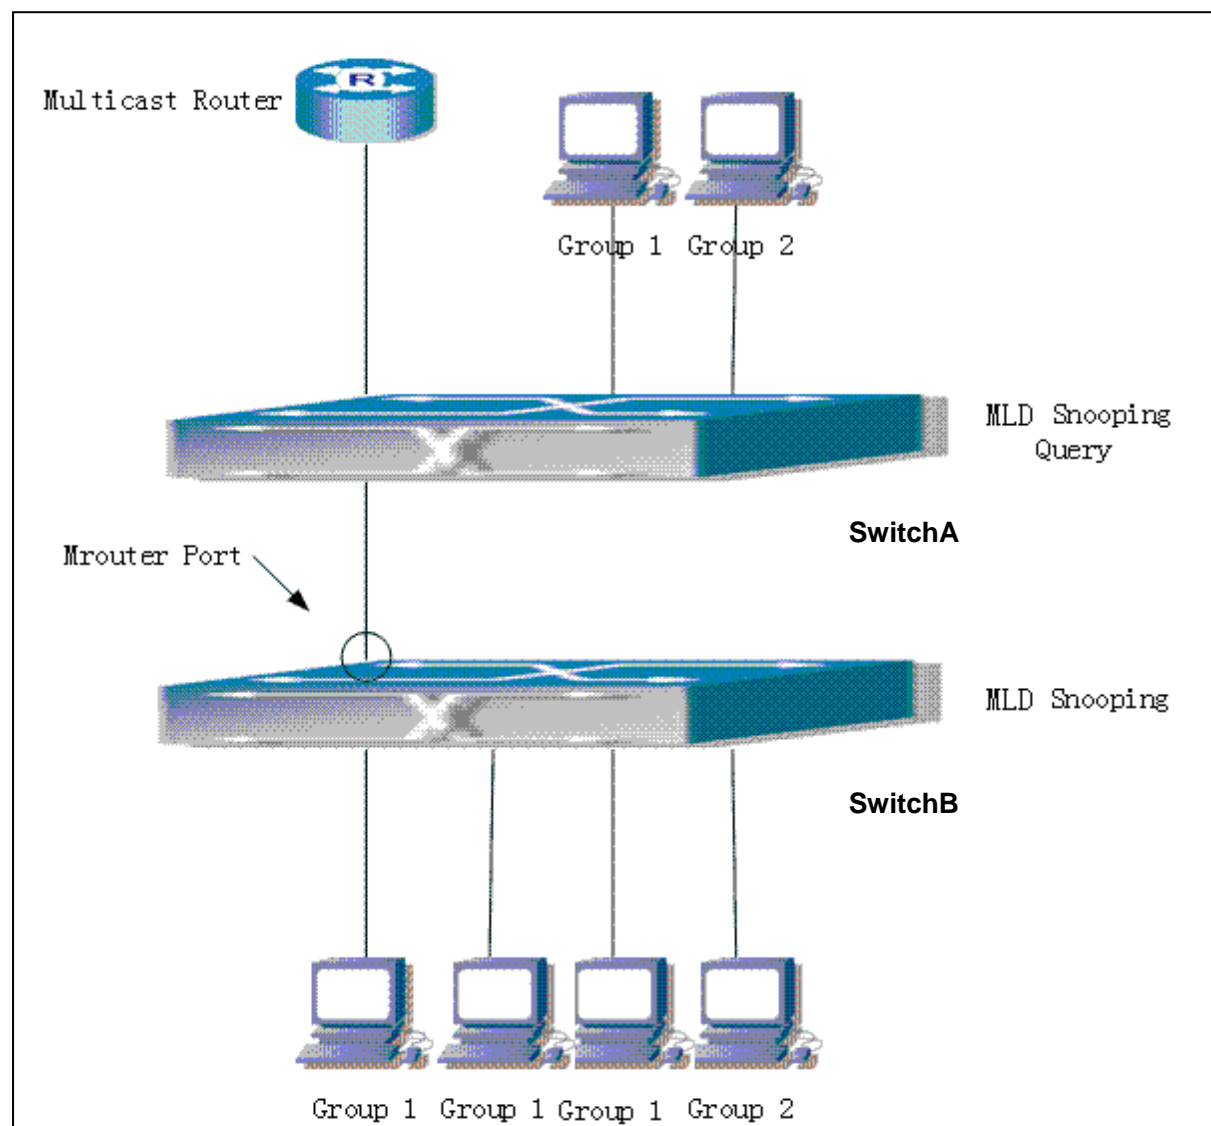 R
Multicast Router
Group 1
Group 2
MLD Snooping
Query
SwitchA
Mrouter Port
MLD Snooping
SwitchB
Group 1
Group 1
Group 1
Group 2